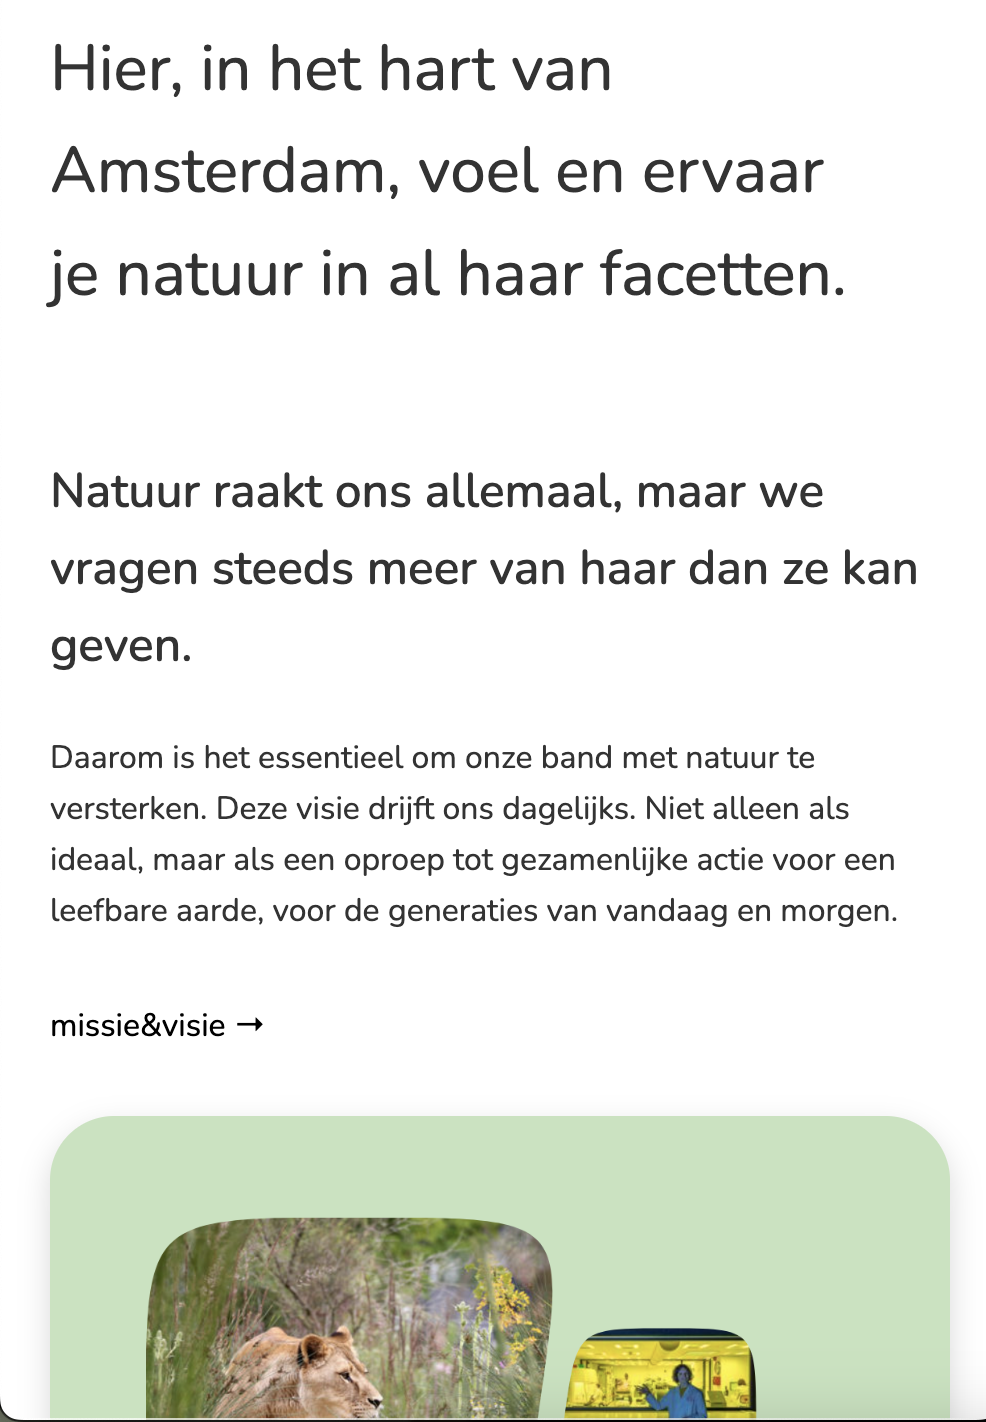 Hier, in het hart van
Amsterdam, voel en ervaar
je natuur in al haar facetten.
Natuur raakt ons allemaal, maar we
vragen steeds meer van haar dan ze kan
geven.
Daarom is het essentieel om onze band met natuur te
versterken. Deze visie drijft ons dagelijks. Niet alleen als
ideaal, maar als een oproep tot gezamenlijke actie voor een
leefbare aarde, voor de generaties van vandaag en morgen.
missie&visie →